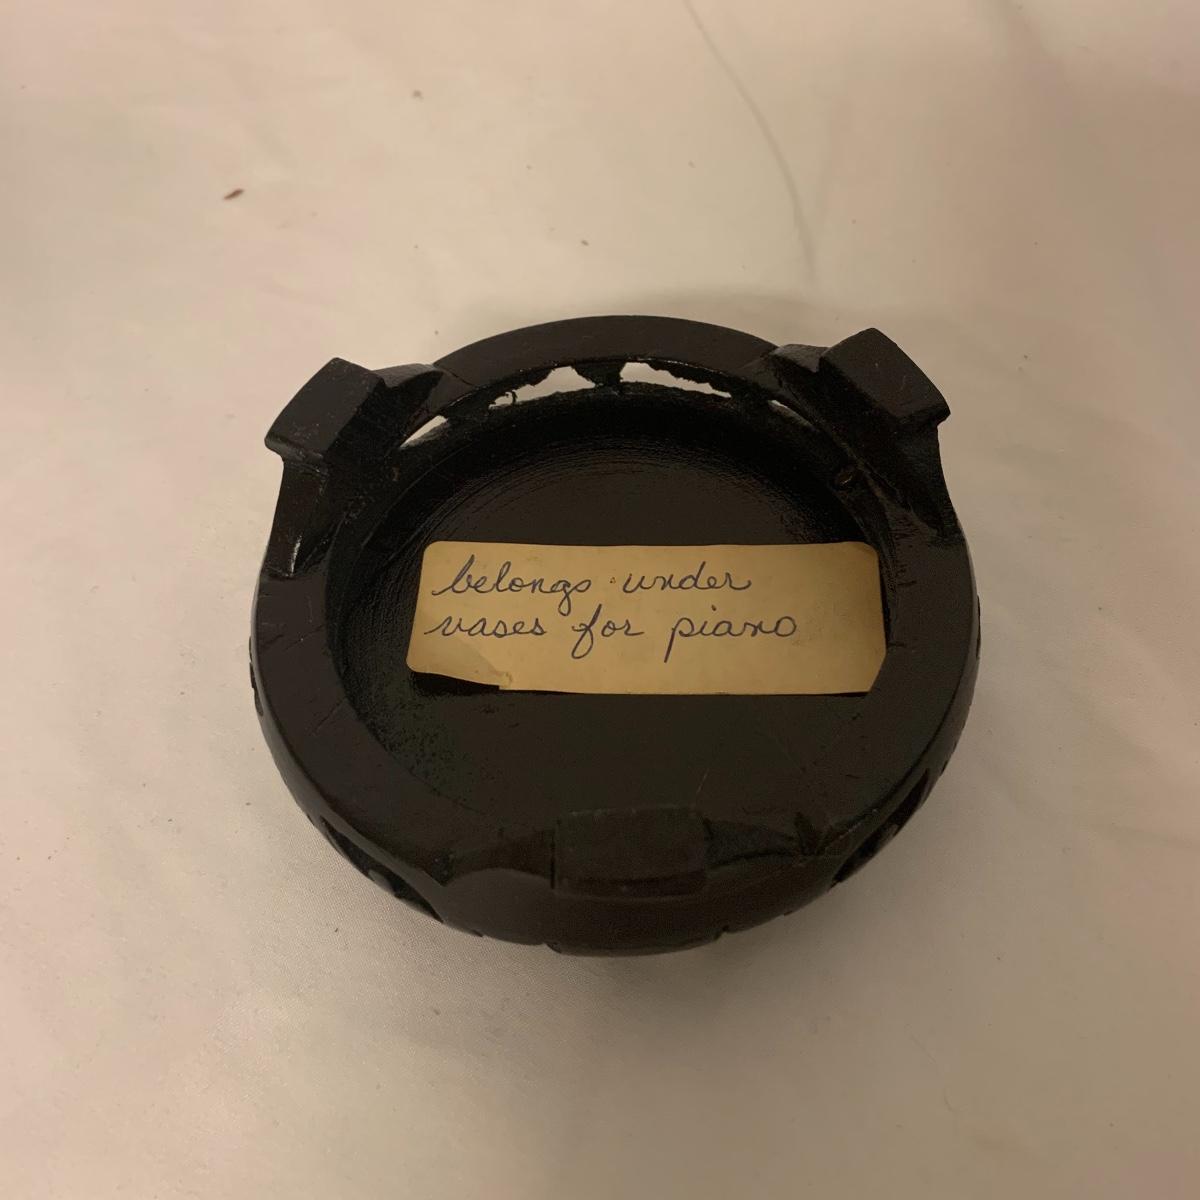 belongs under
vases for piano